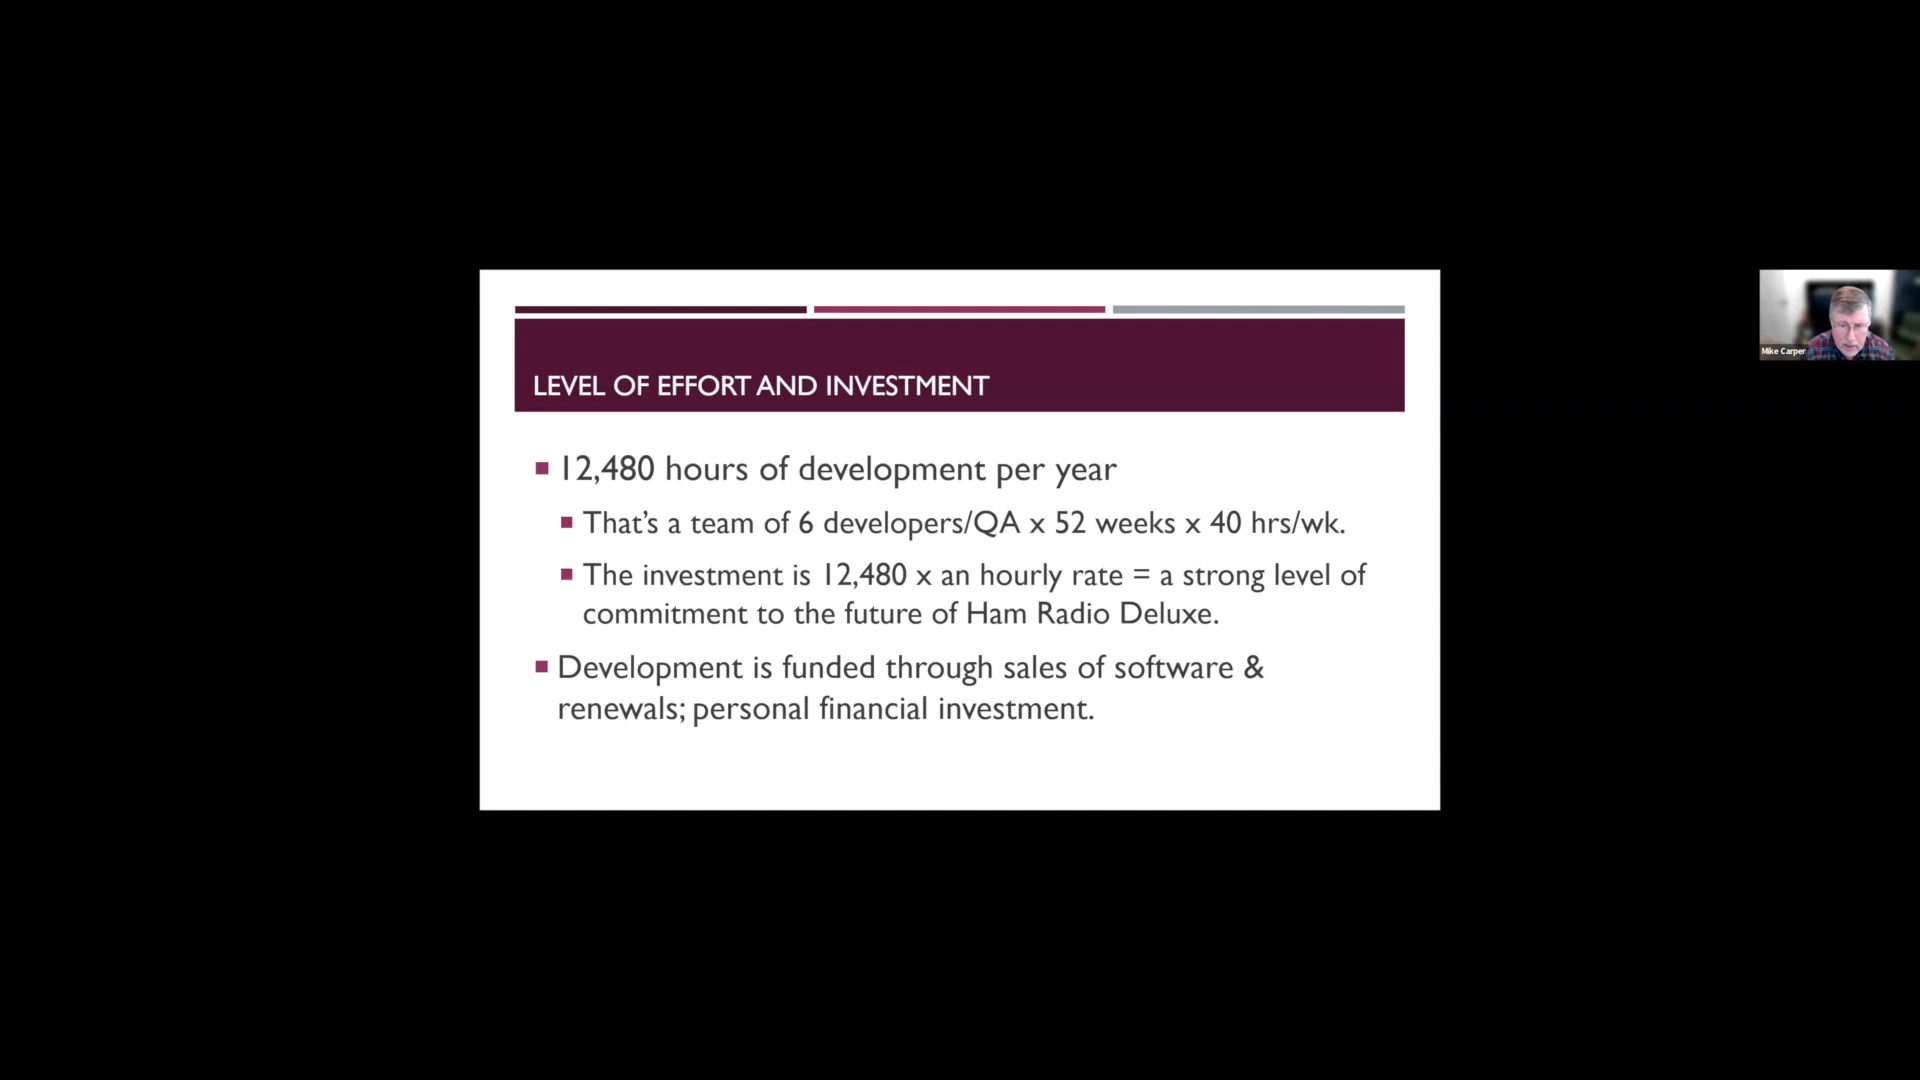 LEVEL OF EFFORT AND INVESTMENT
12,480 hours of development per year
That's a team of 6 developers/QA x 52 weeks x 40 hrs/wk.
The investment is 12,480 x an hourly rate = a strong level of
commitment to the future of Ham Radio Deluxe.
Development is funded through sales of software &
renewals; personal financial investment.
Mike Carper